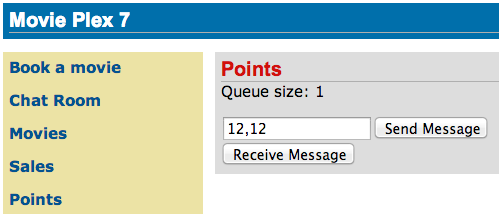 Movie Plex 7
Book a movie
Chat Room
Movies
Sales
Points
Points
Queue size: 1
12,12 Send Message
Receive Message